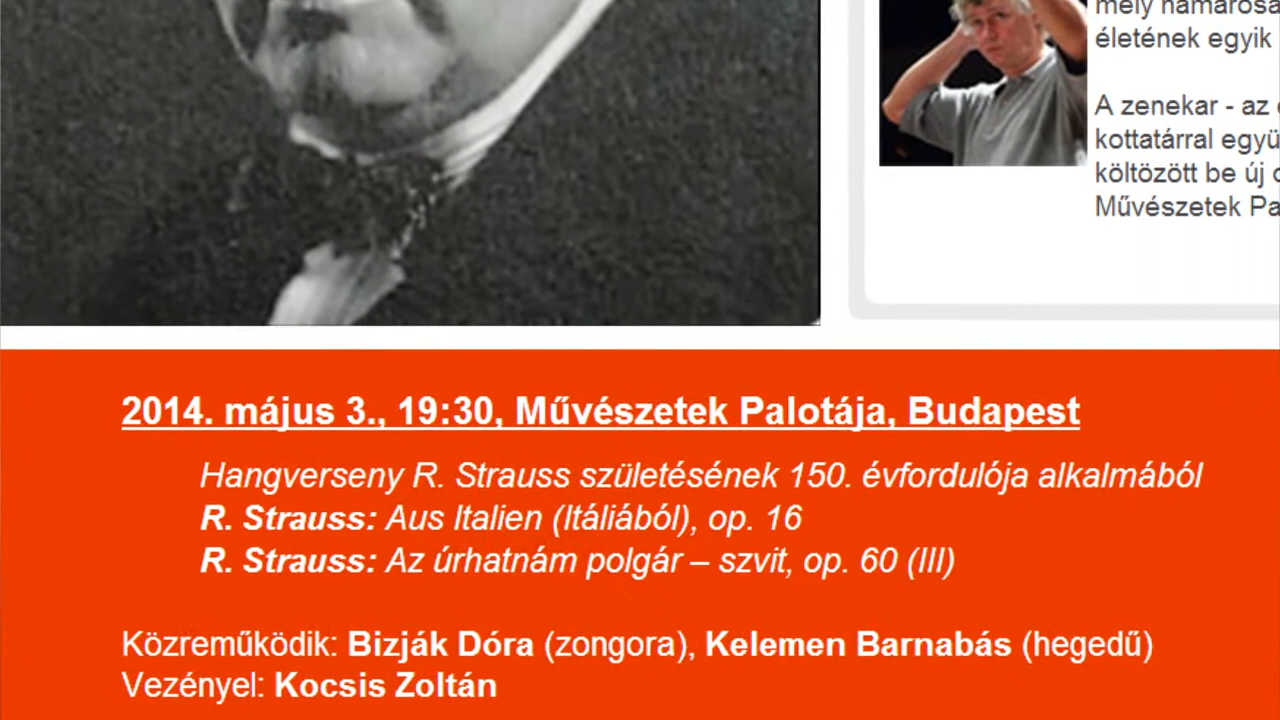 mely hamarosa
életének egyik
A zenekar - az
kottatárral együ
költözött be új
Művészetek Pa
2014. május 3., 19:30, Művészetek Palotája, Budapest
Hangverseny R. Strauss születésének 150. évfordulója alkalmából
R. Strauss: Aus Italien (Itáliából), op. 16
R. Strauss: Az úrhatnám polgár – szvit, op. 60 (III)
Közreműködik: Bizják Dóra (zongora), Kelemen Barnabás (hegedű)
Vezényel: Kocsis Zoltán